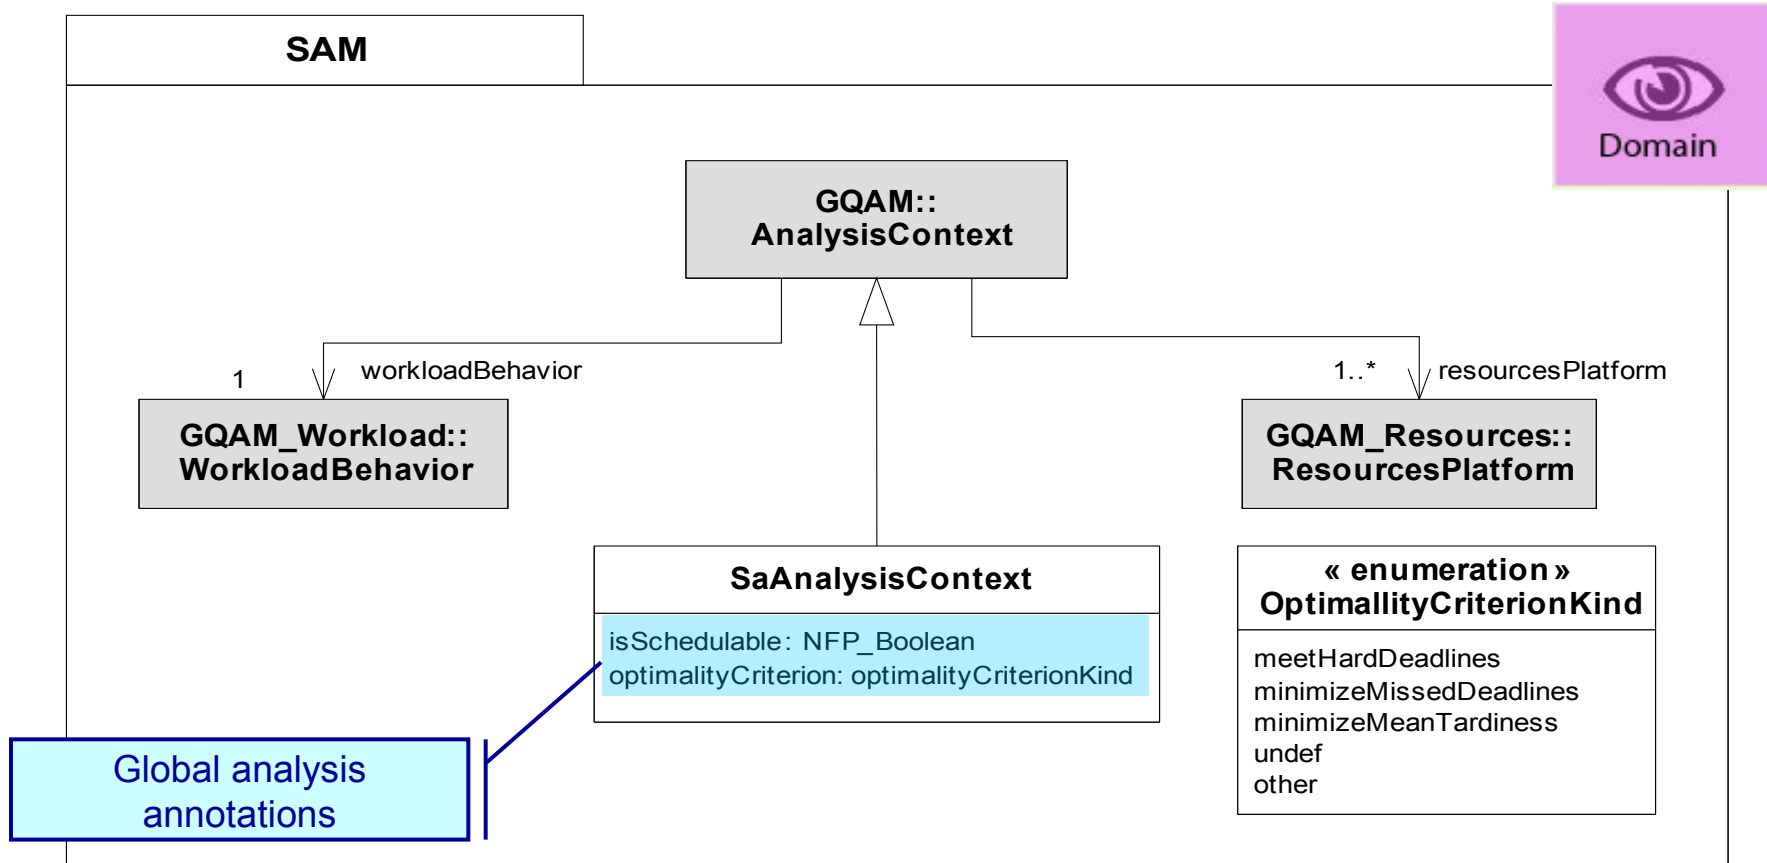 SAM
Domain
GQAM::
AnalysisContext
1
workloadBehavior
1..*
resourcesPlatform
GQAM_Workload::
WorkloadBehavior
GQAM_Resources::
ResourcesPlatform
SaAnalysisContext
isSchedulable: NFP_Boolean
optimalityCriterion: optimalityCriterionKind
« enumeration »
OptimallityCriterionKind
meetHardDeadlines
minimizeMissedDeadlines
minimizeMeanTardiness
undef
other
Global analysis
annotations